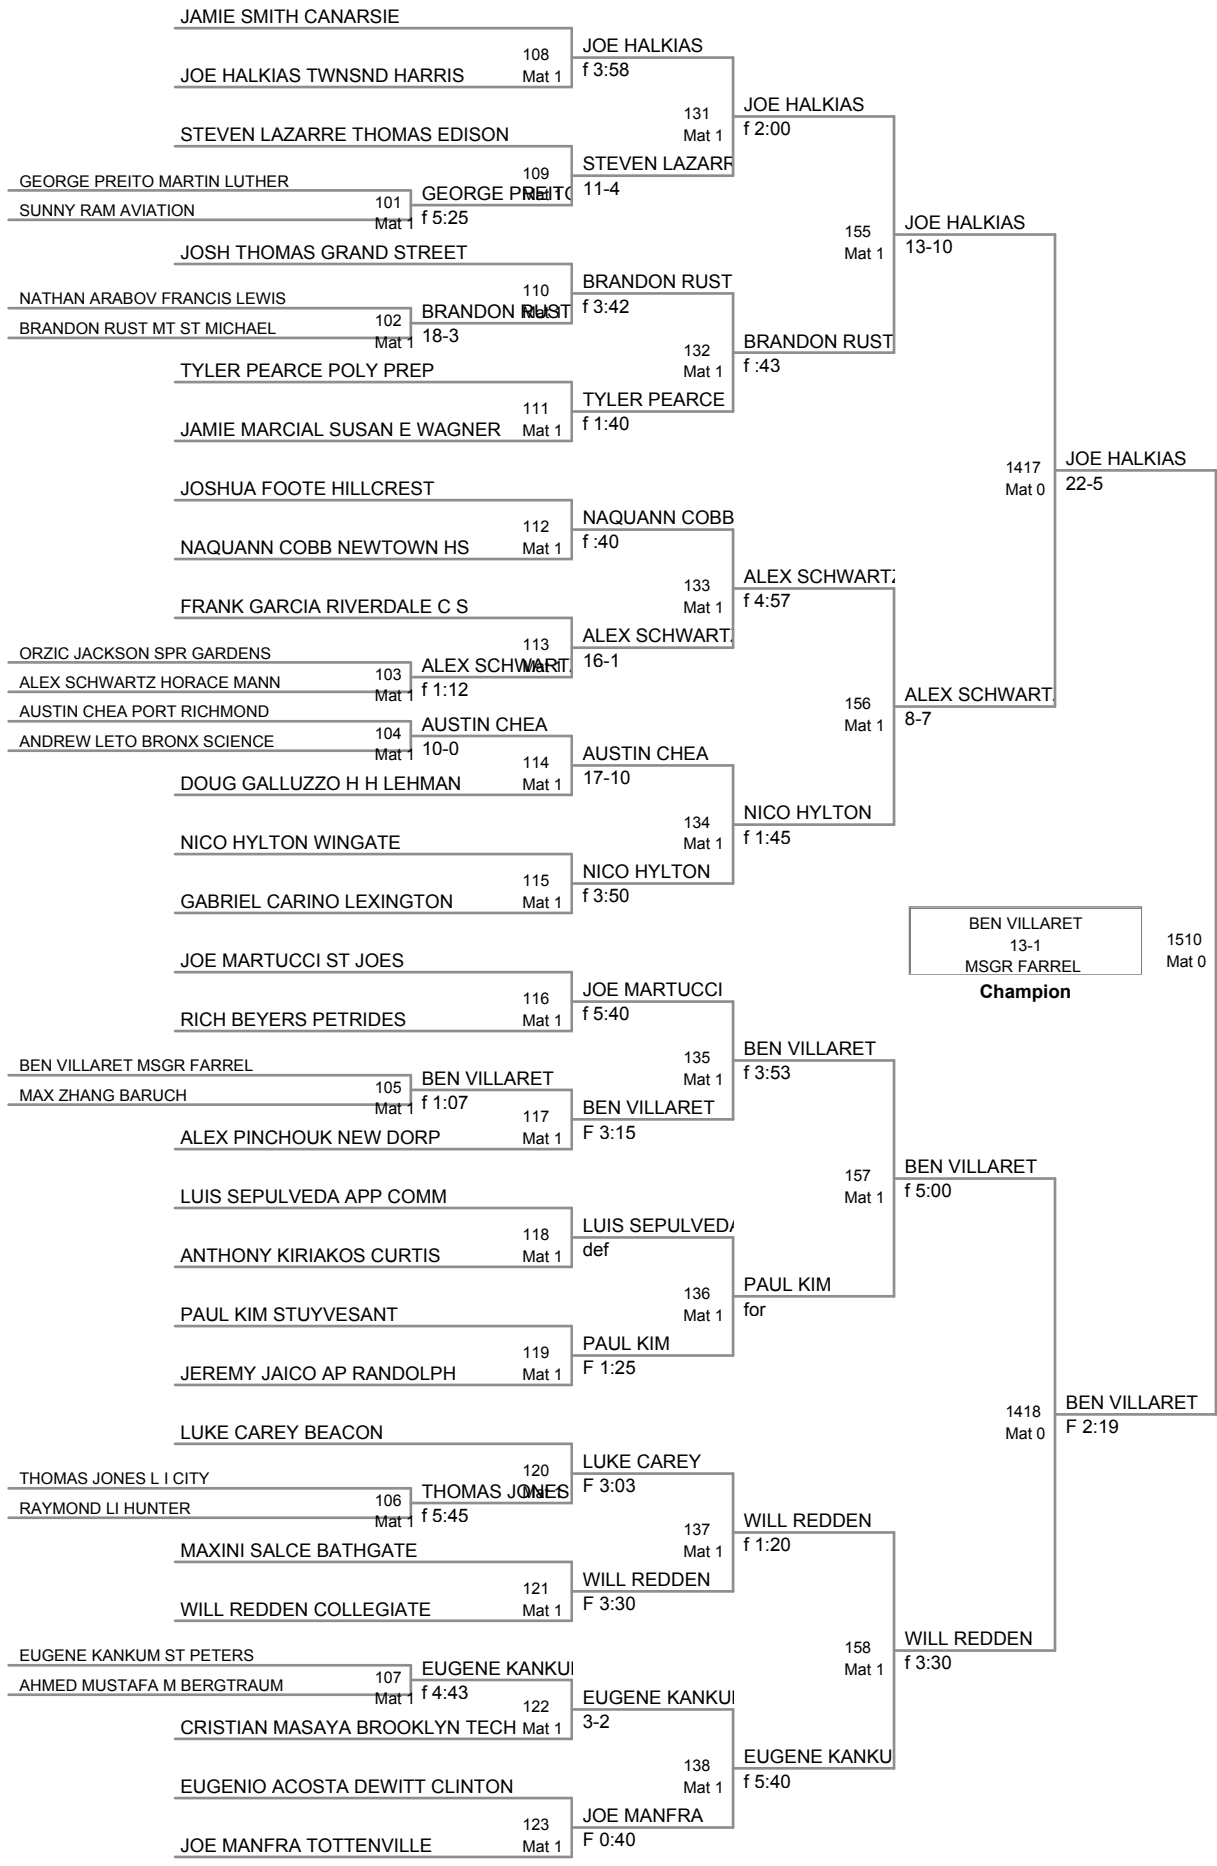 JAMIE SMITH CANARSIE
108
Mat 1
JOE HALKIAS
f 3:58
JOE HALKIAS TWNSND HARRIS
131
Mat 1
JOE HALKIAS
f 2:00
STEVEN LAZARRE THOMAS EDISON
109
Mat 1
STEVEN LAZARR
11-4
GEORGE PREITO MARTIN LUTHER
101
Mat 1
GEORGE PREITO
f 5:25
SUNNY RAM AVIATION
155
Mat 1
JOE HALKIAS
13-10
JOSH THOMAS GRAND STREET
110
Mat 1
BRANDON RUST
f 3:42
NATHAN ARABOV FRANCIS LEWIS
102
Mat 1
BRANDON RUST
18-3
BRANDON RUST MT ST MICHAEL
132
Mat 1
BRANDON RUST
f :43
TYLER PEARCE POLY PREP
111
Mat 1
TYLER PEARCE
f 1:40
JAMIE MARCIAL SUSAN E WAGNER
1417
Mat 0
JOE HALKIAS
22-5
JOSHUA FOOTE HILLCREST
112
Mat 1
NAQUANN COBB
f :40
NAQUANN COBB NEWTOWN HS
133
Mat 1
ALEX SCHWARTZ
f 4:57
FRANK GARCIA RIVERDALE C S
113
Mat 1
ALEX SCHWARTZ
16-1
ORZIC JACKSON SPR GARDENS
103
Mat 1
ALEX SCHWARTZ
f 1:12
ALEX SCHWARTZ HORACE MANN
156
Mat 1
ALEX SCHWARTZ
8-7
AUSTIN CHEA PORT RICHMOND
104
Mat 1
AUSTIN CHEA
10-0
ANDREW LETO BRONX SCIENCE
114
Mat 1
AUSTIN CHEA
17-10
DOUG GALLUZZO H H LEHMAN
134
Mat 1
NICO HYLTON
f 1:45
NICO HYLTON WINGATE
115
Mat 1
NICO HYLTON
f 3:50
GABRIEL CARINO LEXINGTON
BEN VILLARET
13-1
MSGR FARREL
Champion
1510
Mat 0
JOE MARTUCCI ST JOES
116
Mat 1
JOE MARTUCCI
f 5:40
RICH BEYERS PETRIDES
135
Mat 1
BEN VILLARET
f 3:53
BEN VILLARET MSGR FARREL
105
Mat 1
BEN VILLARET
f 1:07
MAX ZHANG BARUCH
117
Mat 1
BEN VILLARET
F 3:15
ALEX PINCHOUK NEW DORP
157
Mat 1
BEN VILLARET
f 5:00
LUIS SEPULVEDA APP COMM
118
Mat 1
LUIS SEPULVEDA
def
ANTHONY KIRIAKOS CURTIS
136
Mat 1
PAUL KIM
for
PAUL KIM STUYVESANT
119
Mat 1
PAUL KIM
F 1:25
JEREMY JAICO AP RANDOLPH
1418
Mat 0
BEN VILLARET
F 2:19
LUKE CAREY BEACON
120
Mat 1
LUKE CAREY
F 3:03
THOMAS JONES L I CITY
106
Mat 1
THOMAS JONES
f 5:45
RAYMOND LI HUNTER
137
Mat 1
WILL REDDEN
f 1:20
MAXINI SALCE BATHGATE
121
Mat 1
WILL REDDEN
F 3:30
WILL REDDEN COLLEGIATE
158
Mat 1
WILL REDDEN
f 3:30
EUGENE KANKUM ST PETERS
107
Mat 1
EUGENE KANKUM
f 4:43
AHMED MUSTAFA M BERGTRAUM
122
Mat 1
EUGENE KANKUM
3-2
CRISTIAN MASAYA BROOKLYN TECH
138
Mat 1
EUGENE KANKU
f 5:40
EUGENIO ACOSTA DEWITT CLINTON
123
Mat 1
JOE MANFRA
F 0:40
JOE MANFRA TOTTENVILLE